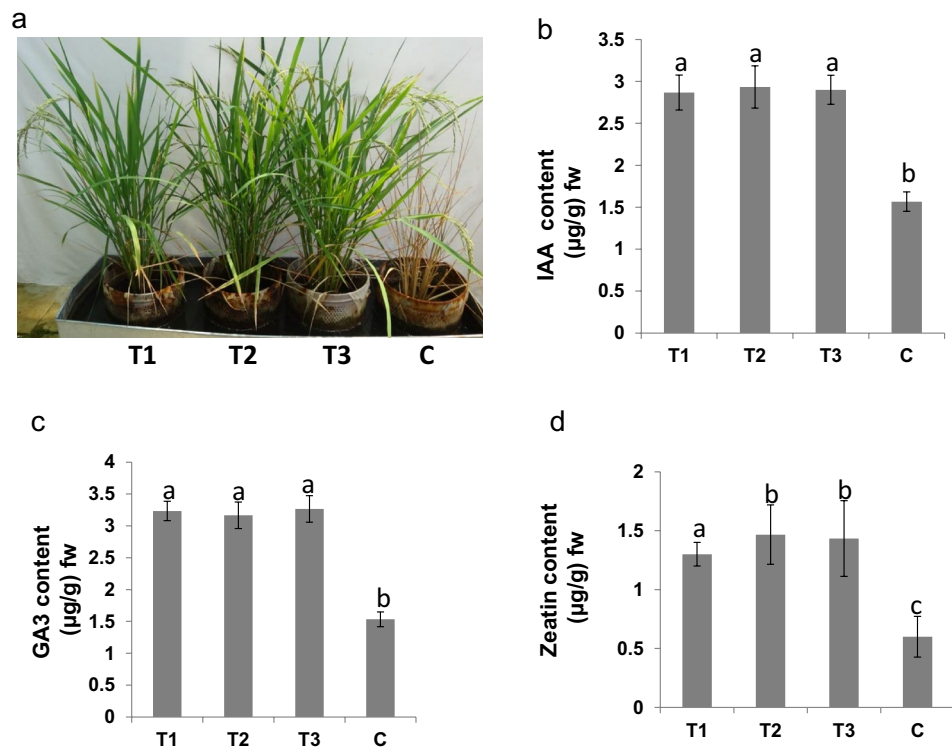 a
T1 T2 T3 C
b
IAA content
(µg/g) fw
3.5
3
2.5
2
1.5
1
0.5
0
a a a b
T1 T2 T3 C
c
GA3 content
(µg/g) fw
4
3.5
3
2.5
2
1.5
1
0.5
0
a a a b
T1 T2 T3 C
d
Zeatin content
(µg/g) fw
2
1.5
1
0.5
0
a b b c
T1 T2 T3 C